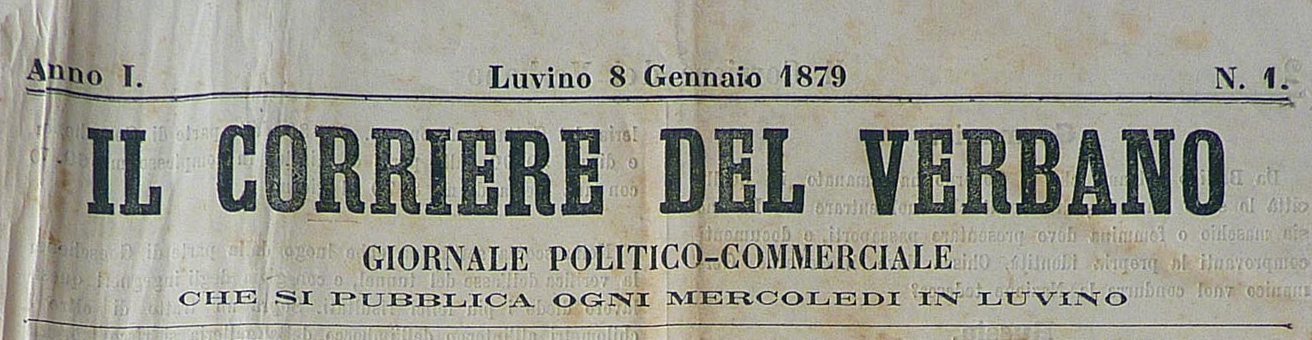 Anno I. Luvino 8 Gennaio 1879 N. 1.
IL CORRIERE DEL VERBANO
GIORNALE POLITICO-COMMERCIALE
CHE SI PUBBLICA OGNI MERCOLEDI IN LUVINO